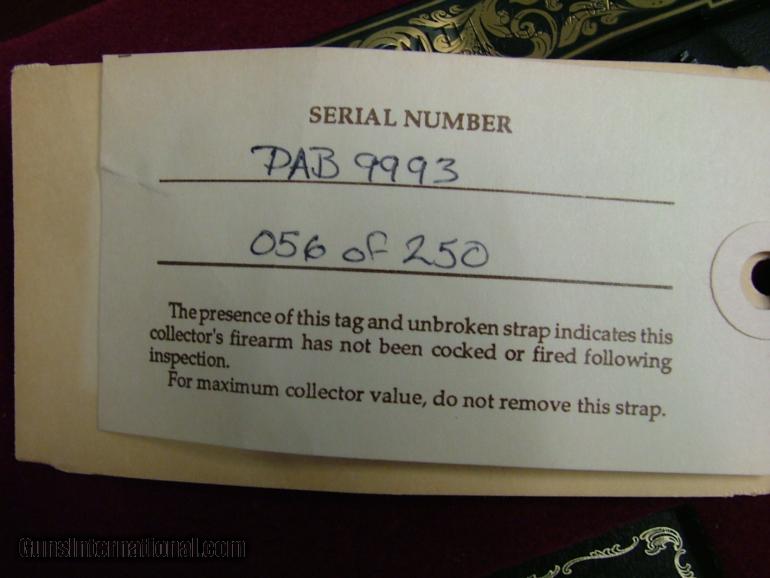 SERIAL NUMBER
PAB 9993
056 of 250
The presence of this tag and unbroken strap indicates this
collector's firearm has not been cocked or fired following
inspection.
For maximum collector value, do not remove this strap.
GunsInternational.com